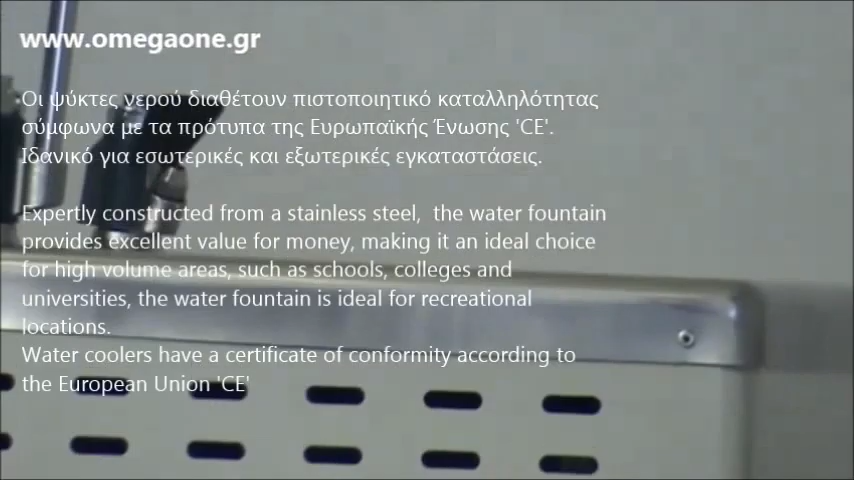 www.omegaone.gr
Οι ψύκτες νερού διαθέτουν πιστοποιητικό καταλληλότητας
σύμφωνα με τα πρότυπα της Ευρωπαϊκής Ένωσης 'CE'.
Ιδανικό για εσωτερικές και εξωτερικές εγκαταστάσεις.
Expertly constructed from a stainless steel,  the water fountain
provides excellent value for money, making it an ideal choice
for high volume areas, such as schools, colleges and
universities, the water fountain is ideal for recreational
locations.
Water coolers have a certificate of conformity according to
the European Union 'CE'